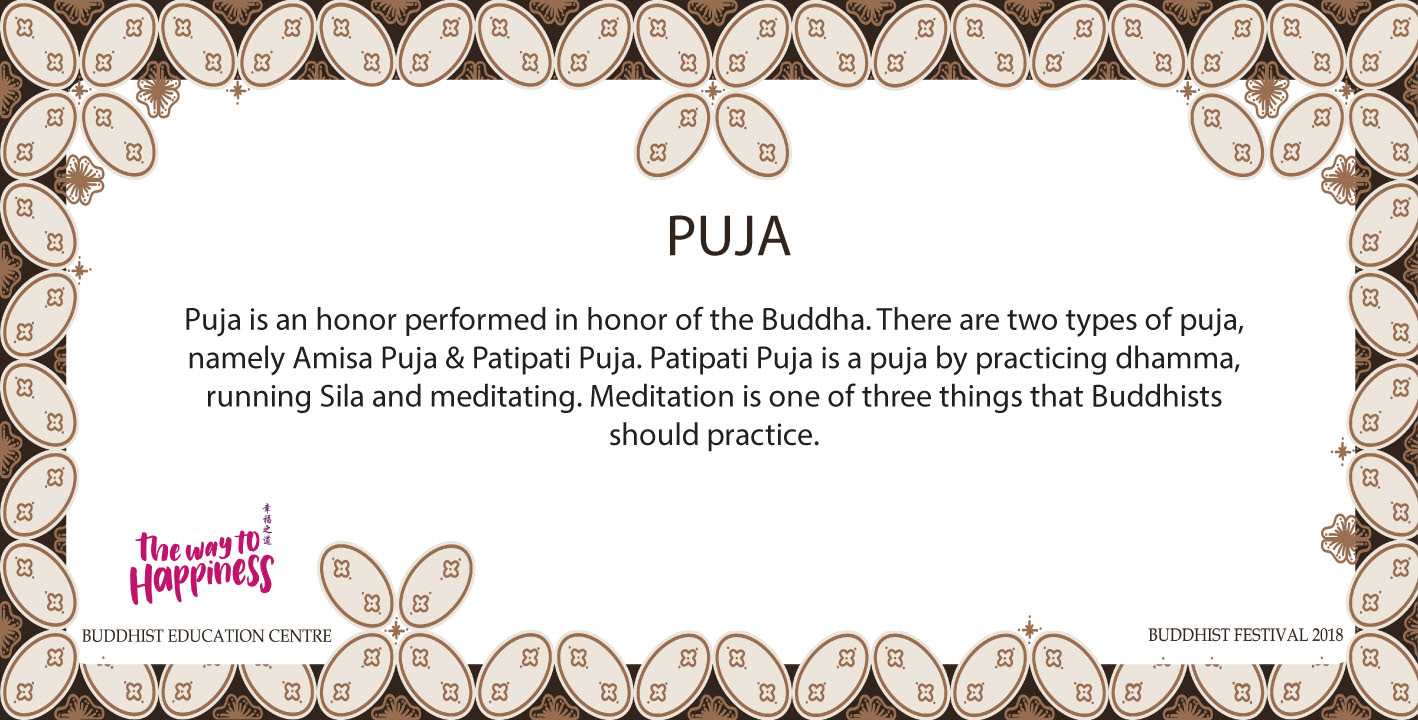 PUJA
Puja is an honor performed in honor of the Buddha. There are two types of puja,
namely Amisa Puja & Patipati Puja. Patipati Puja is a puja by practicing dhamma,
running Sila and meditating. Meditation is one of three things that Buddhists
should practice.
幸福之道
the way to
Happiness
BUDDHIST EDUCATION CENTRE
BUDDHIST FESTIVAL 2018